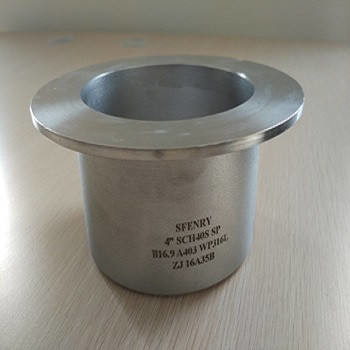 SFENRY
4" SCH40S SP
B16.9 A403 WP316L
ZJ 16A35B